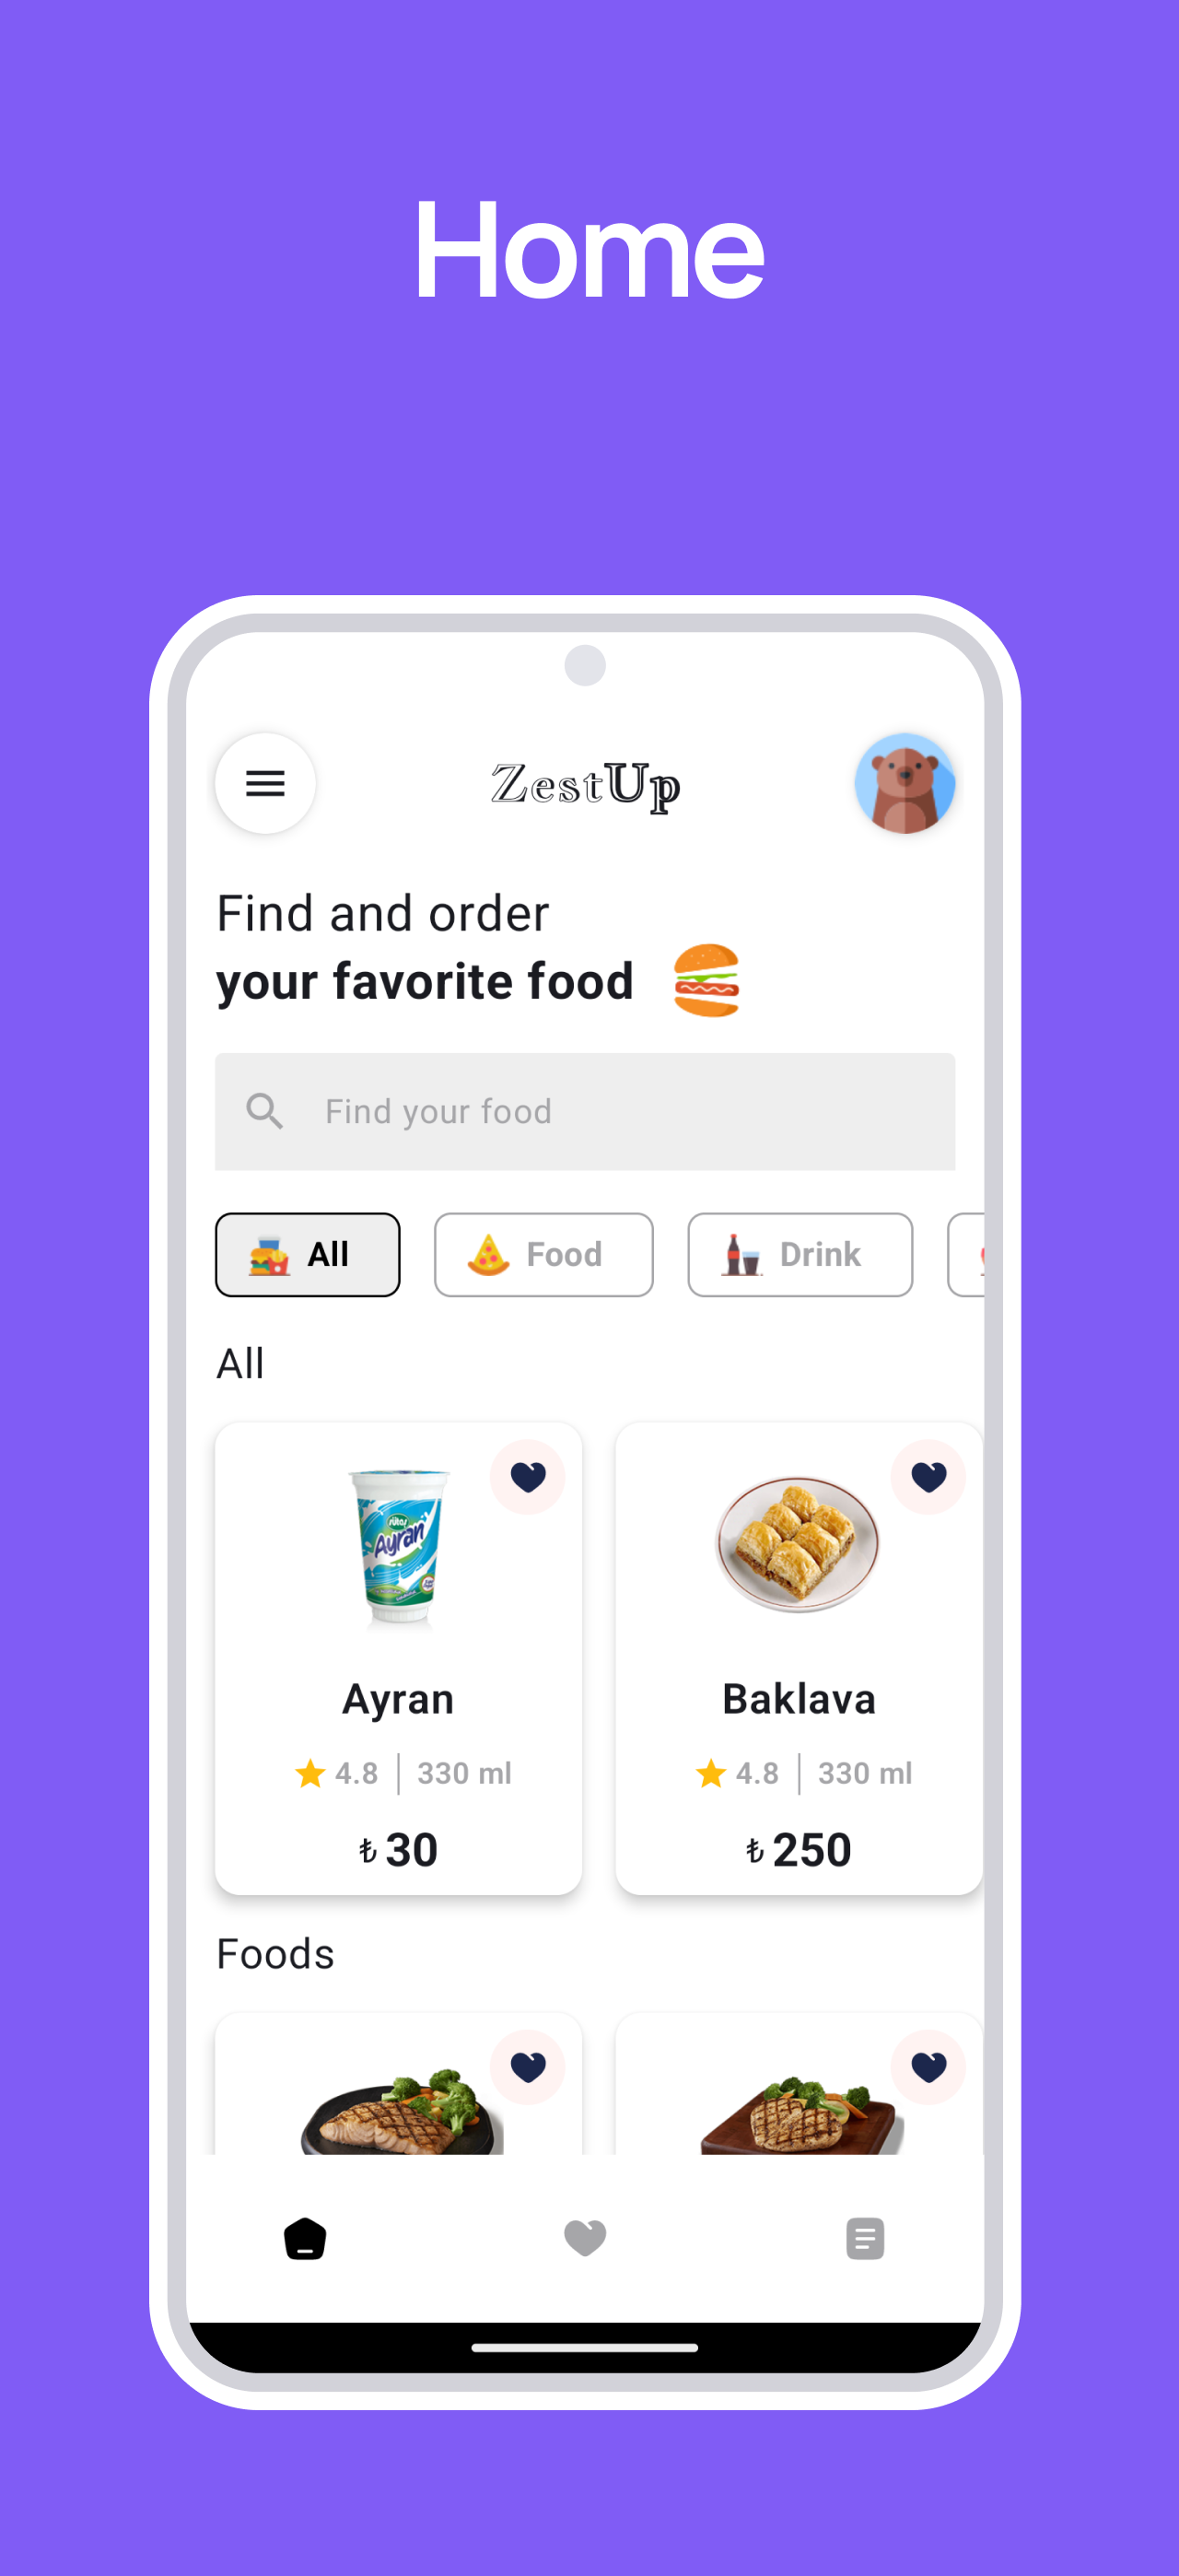 Home
ZestUp
Find and order
your favorite food
Find your food
All
Food
Drink
All
sütaş
Ayran
Ayran
Baklava
4.8 | 330 ml
4.8 | 330 ml
₺ 30
₺ 250
Foods